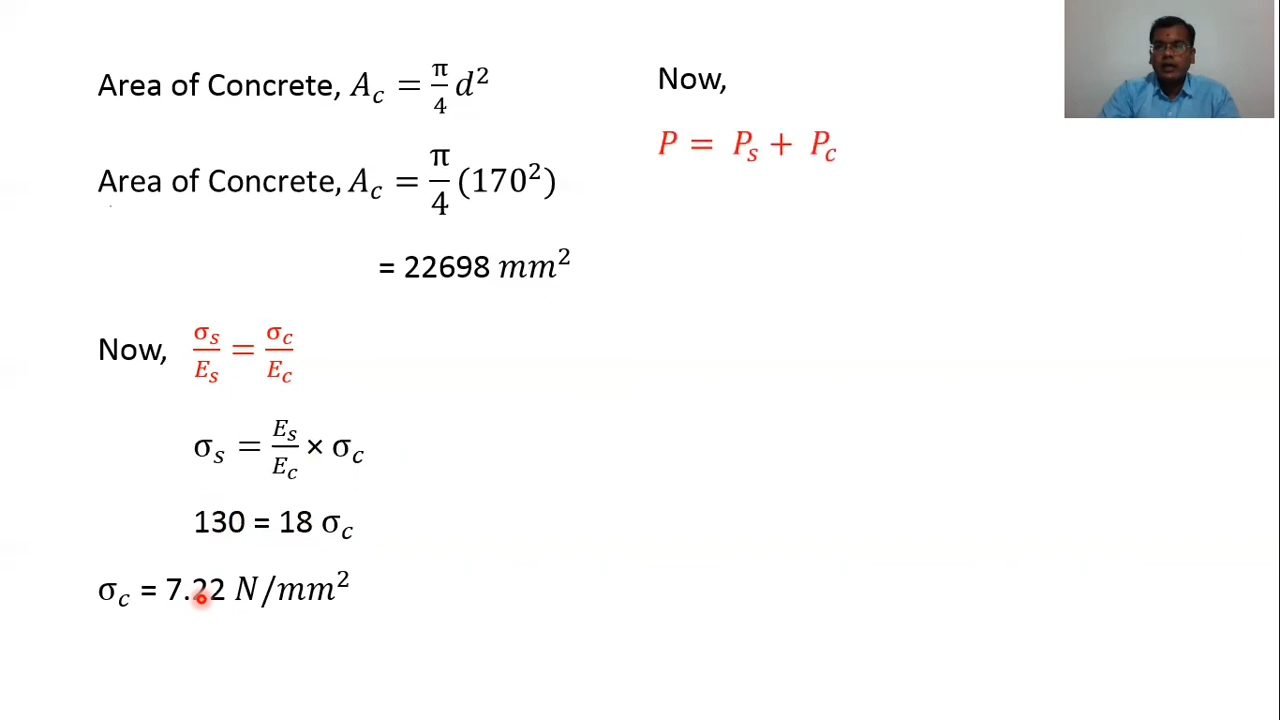 Area of Concrete, A_c = π/4 d²
Area of Concrete, A_c = π/4 (170²)
= 22698 mm²
Now, σ_s/E_s = σ_c/E_c
σ_s = E_s/E_c × σ_c
130 = 18 σ_c
σ_c = 7.22 N/mm²
Now,
P = P_s + P_c